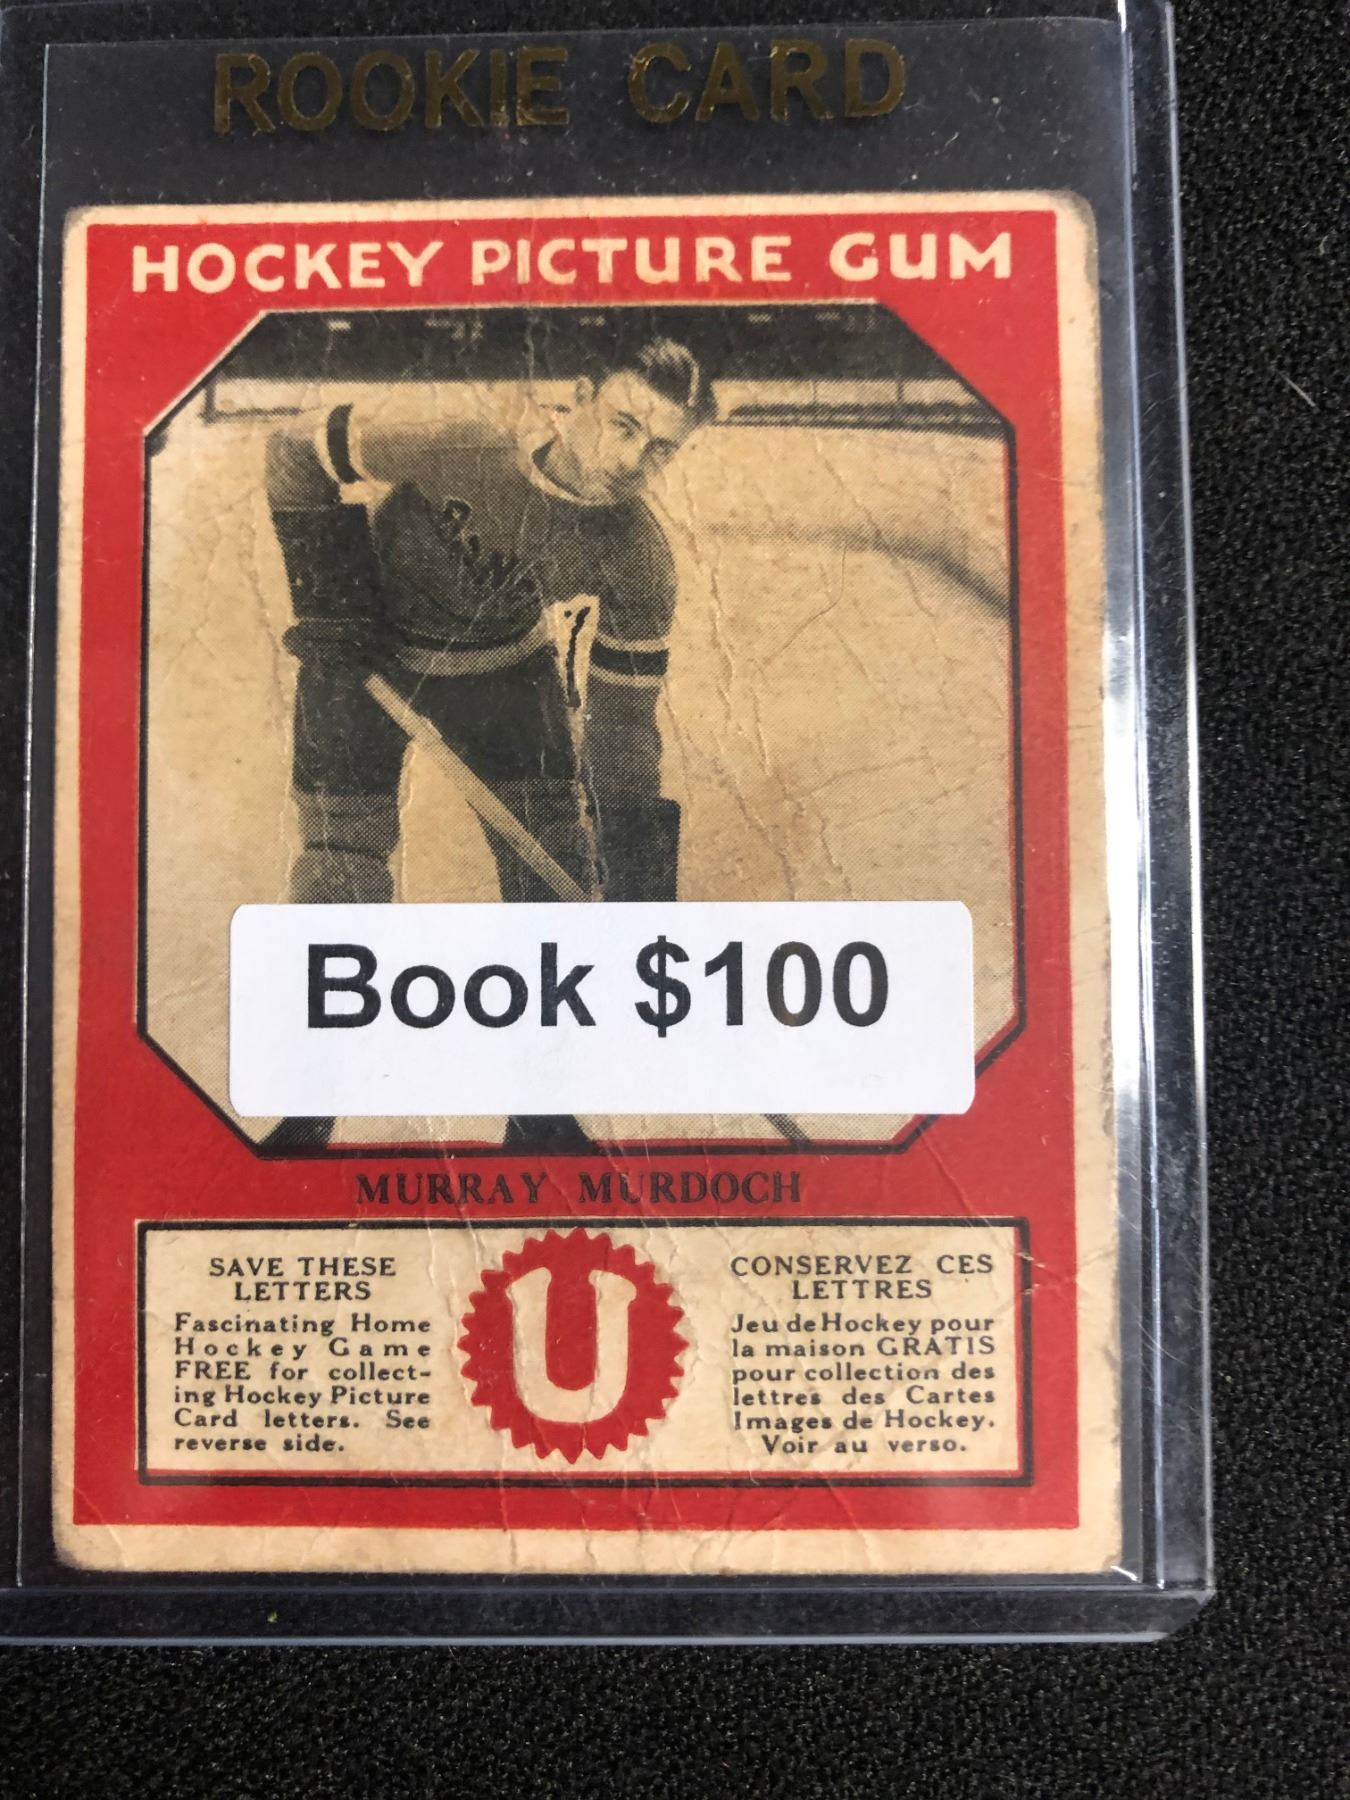 ROOKIE CARD
HOCKEY PICTURE GUM
Book $100
MURRAY MURDOCH
SAVE THESE
LETTERS
Fascinating Home
Hockey Game
FREE for collect-
ing Hockey Picture
Card letters. See
reverse side.
U
CONSERVEZ CES
LETTRES
Jeu de Hockey pour
la maison GRATIS
pour collection des
lettres des Cartes
Images de Hockey.
Voir au verso.